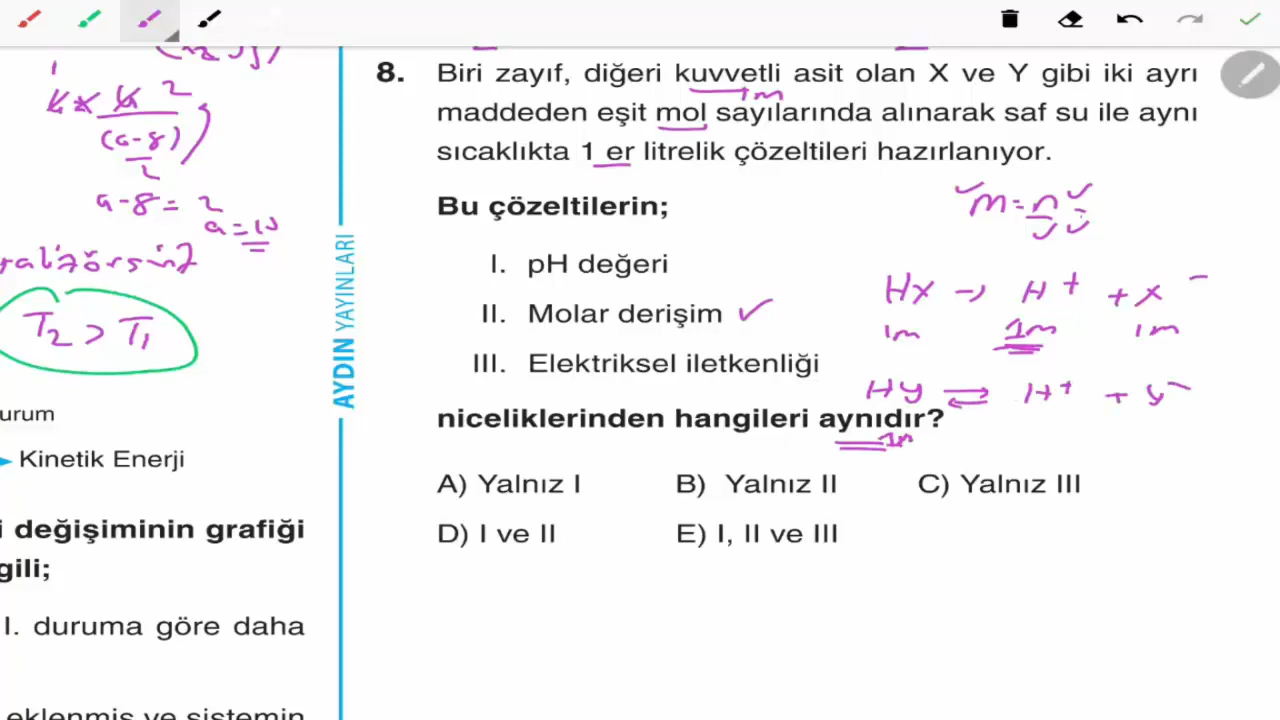 a-8 = 2
a=10
T2 > T1
urum
Kinetik Enerji
i değişiminin grafiği
gili;
I. duruma göre daha
eklenmiş ve sistemin
AYDIN YAYINLARI
8. Biri zayıf, diğeri kuvvetli asit olan X ve Y gibi iki ayrı
1m
maddeden eşit mol sayılarında alınarak saf su ile aynı
sıcaklıkta 1 er litrelik çözeltileri hazırlanıyor.
Bu çözeltilerin;
I. pH değeri
II. Molar derişim ✓
III. Elektriksel iletkenliği
niceliklerinden hangileri aynıdır?
A) Yalnız I B) Yalnız II C) Yalnız III
D) I ve II E) I, II ve III
HX → H+ + X-
1m 1m 1m
HY ⇌ H+ + Y-
1m